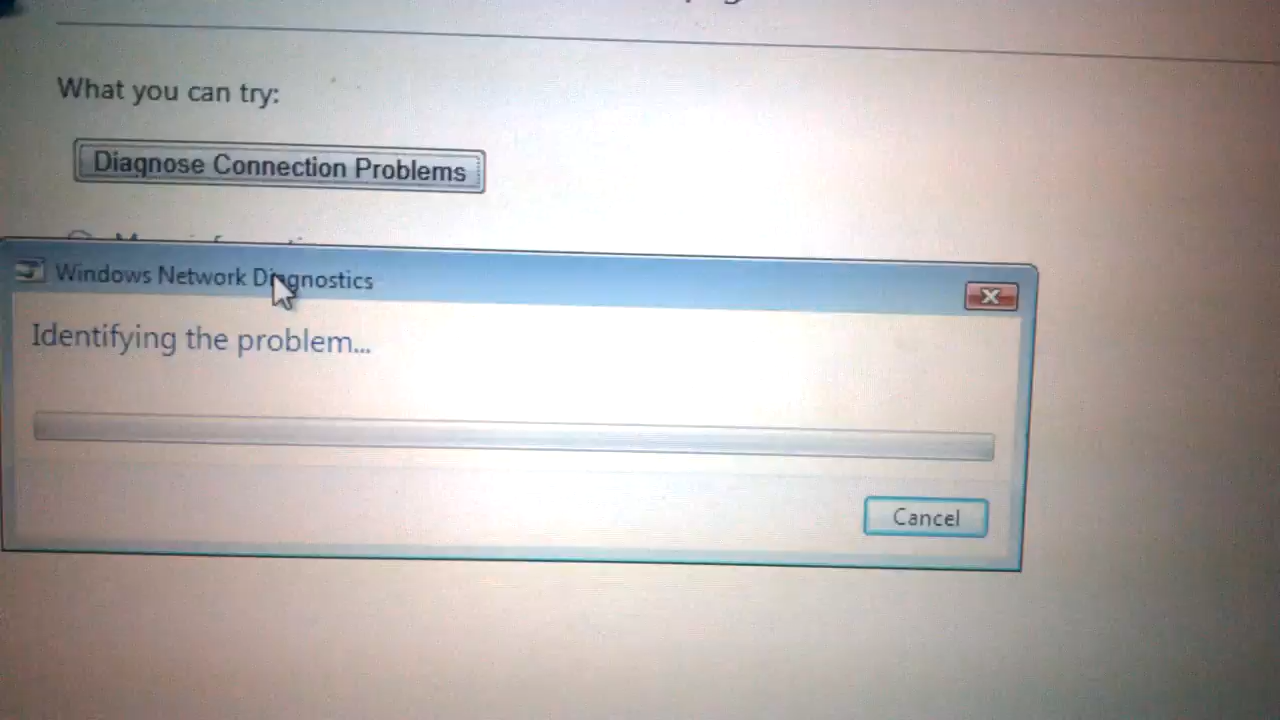 What you can try:
Diagnose Connection Problems
Windows Network Diagnostics
Identifying the problem...
Cancel